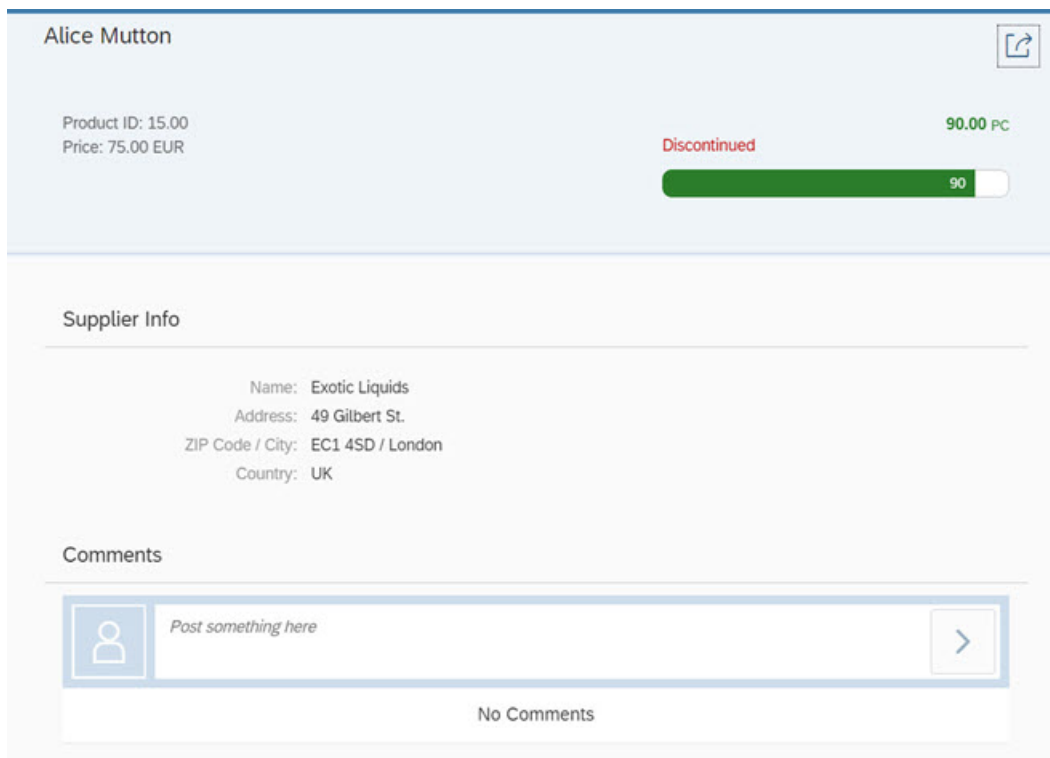 Alice Mutton
Product ID: 15.00
Price: 75.00 EUR
90.00 PC
Discontinued
90
Supplier Info
Name: Exotic Liquids
Address: 49 Gilbert St.
ZIP Code / City: EC1 4SD / London
Country: UK
Comments
Post something here
No Comments